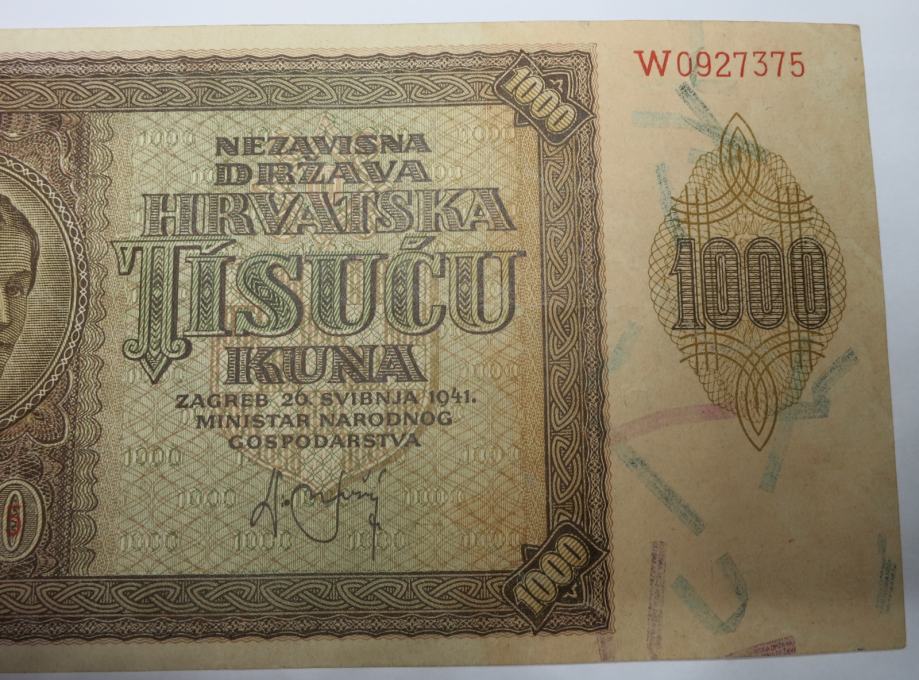 W0927375
1000
NEZAVISNA
DRŽAVA
HRVATSKA
TISUĆU
KUNA
ZAGREB 26. SVIBNJA 1941.
MINISTAR NARODNOG
GOSPODARSTVA
1000
1000